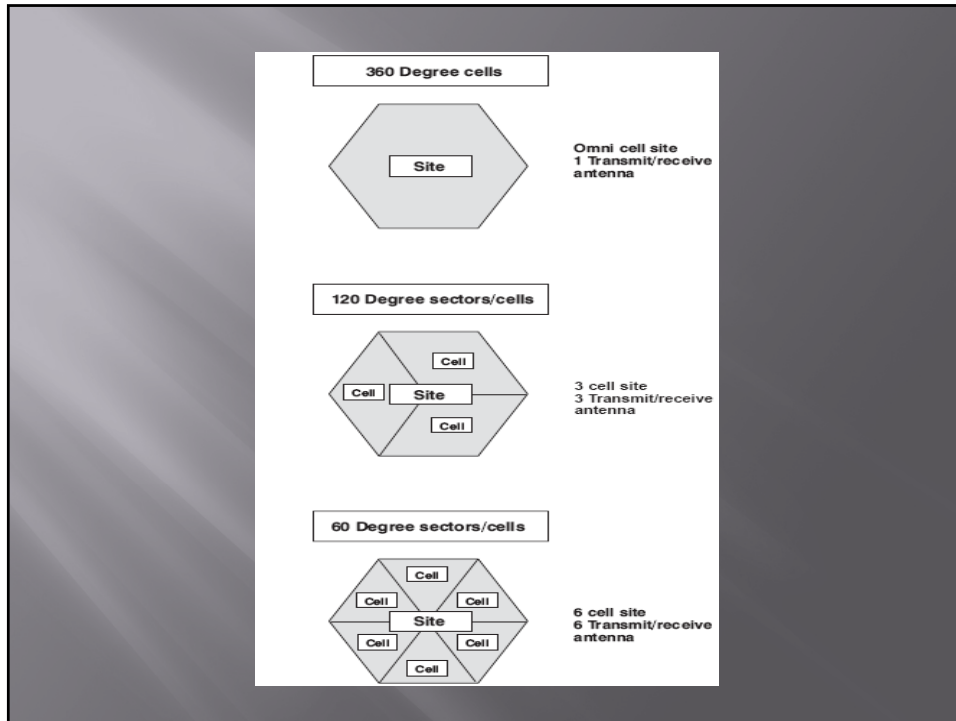 360 Degree cells
Site
Omni cell site
1 Transmit/receive
antenna
120 Degree sectors/cells
Cell
Cell
Site
Cell
3 cell site
3 Transmit/receive
antenna
60 Degree sectors/cells
Cell
Cell
Cell
Site
Cell
Cell
Cell
6 cell site
6 Transmit/receive
antenna